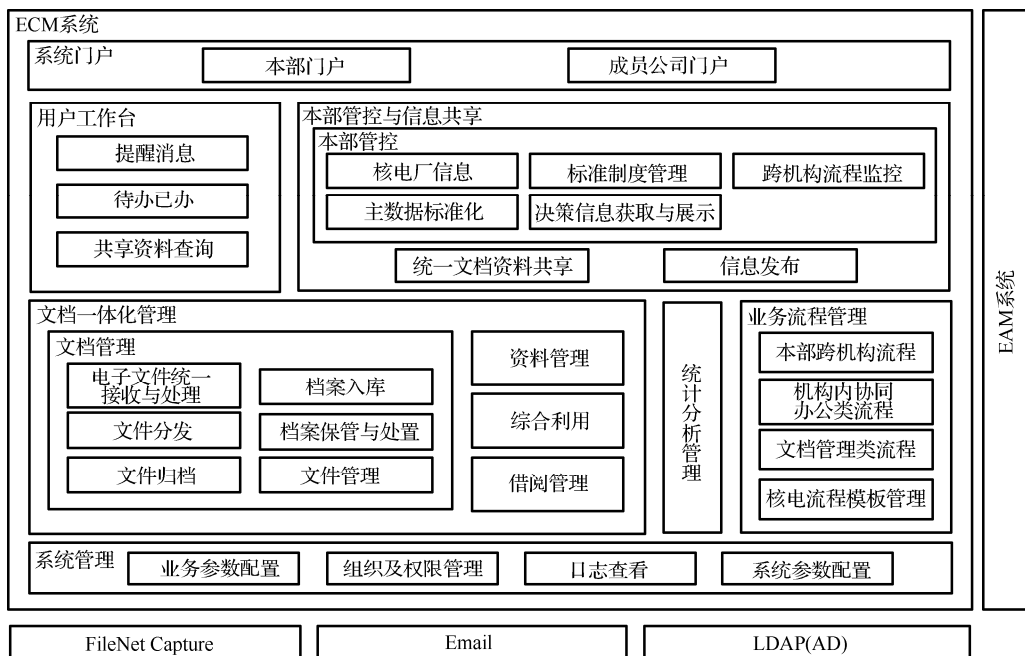 ECM系统
系统门户
本部门户
成员公司门户
用户工作台
提醒消息
待办已办
共享资料查询
本部管控与信息共享
本部管控
核电厂信息
标准制度管理
跨机构流程监控
主数据标准化
决策信息获取与展示
统一文档资料共享
信息发布
文档一体化管理
文档管理
电子文件统一
接收与处理
档案入库
文件分发
档案保管与处置
文件归档
文件管理
资料管理
综合利用
借阅管理
统计分析管理
业务流程管理
本部跨机构流程
机构内协同
办公类流程
文档管理类流程
核电流程模板管理
系统管理
业务参数配置
组织及权限管理
日志查看
系统参数配置
EAM系统
FileNet Capture
Email
LDAP(AD)